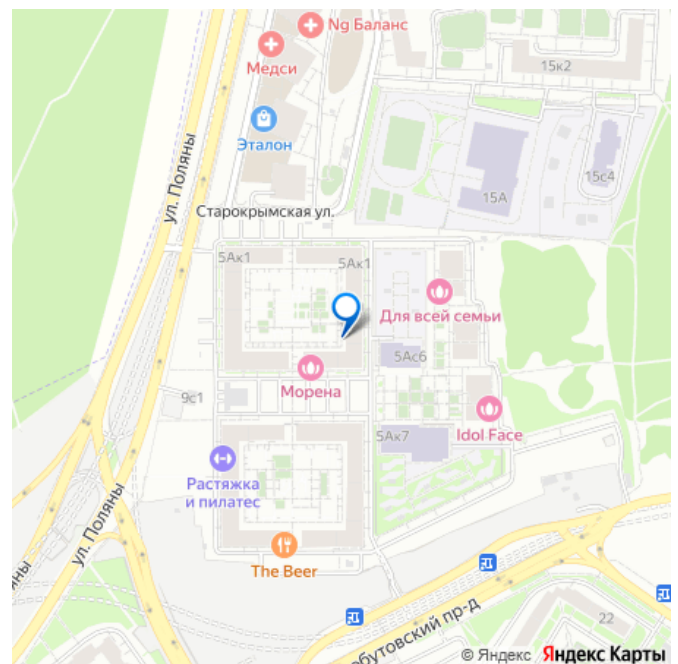 Ng Баланс
Медси
15к2
Эталон
ул. Поляны
15с4
15А
Старокрымская ул.
5Ак1
5Ак1
Для всей семьи
5Ас6
Морена
9с1
Idol Face
5Ак7
Растяжка
и пилатес
ул. Поляны
The Beer
22
© Яндекс Яндекс Карты